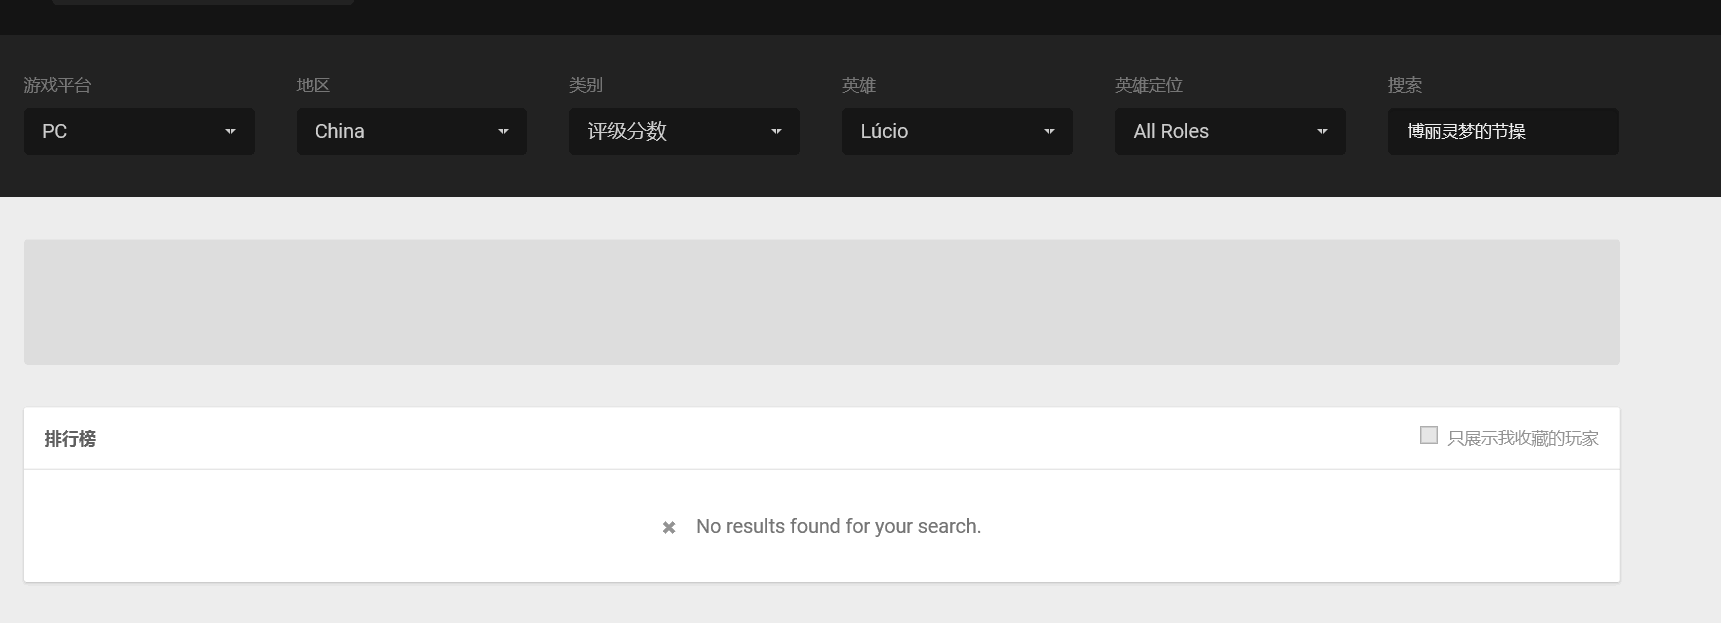 游戏平台 地区 类别 英雄 英雄定位 搜索
PC China 评级分数 Lúcio All Roles 博丽灵梦的节操
排行榜 只展示我收藏的玩家
No results found for your search.